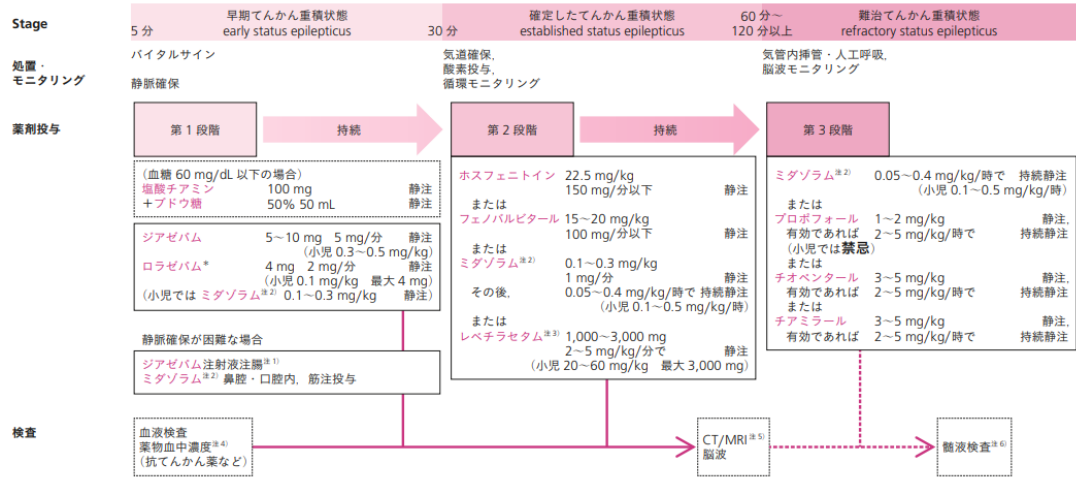 Stage
早期てんかん重積状態
5 分 early status epilepticus
確定したてんかん重積状態
30 分 established status epilepticus
60 分～
120 分以上
難治てんかん重積状態
refractory status epilepticus
処置・
モニタリング
バイタルサイン
静脈確保
気道確保,
酸素投与,
循環モニタリング
気管内挿管・人工呼吸,
脳波モニタリング
薬剤投与
第 1 段階
持続
第 2 段階
持続
第 3 段階
(血糖 60 mg/dL 以下の場合)
塩酸チアミン 100 mg 静注
＋ブドウ糖 50% 50 mL 静注
ジアゼパム 5～10 mg 5 mg/分 静注
(小児 0.3～0.5 mg/kg)
ロラゼパム* 4 mg 2 mg/分 静注
(小児 0.1 mg/kg 最大 4 mg)
(小児では ミダゾラム注2) 0.1～0.3 mg/kg 静注)
静脈確保が困難な場合
ジアゼパム注射液注腸注1)
ミダゾラム注2) 鼻腔・口腔内, 筋注投与
ホスフェニトイン 22.5 mg/kg
150 mg/分以下 静注
または
フェノバルビタール 15～20 mg/kg
100 mg/分以下 静注
または
ミダゾラム注2) 0.1～0.3 mg/kg
1 mg/分 静注
その後, 0.05～0.4 mg/kg/時で 持続静注
(小児 0.1～0.5 mg/kg/時)
または
レベチラセタム注3) 1,000～3,000 mg
2～5 mg/kg/分で 静注
(小児 20～60 mg/kg 最大 3,000 mg)
ミダゾラム注2) 0.05～0.4 mg/kg/時で 持続静注
(小児 0.1～0.5 mg/kg/時)
または
プロポフォール 1～2 mg/kg 静注,
有効であれば 2～5 mg/kg/時で 持続静注
(小児では禁忌)
または
チオペンタール 3～5 mg/kg 静注,
有効であれば 2～5 mg/kg/時で 持続静注
または
チアミラール 3～5 mg/kg 静注,
有効であれば 2～5 mg/kg/時で 持続静注
検査
血液検査
薬物血中濃度注4)
(抗てんかん薬など)
CT/MRI注5)
脳波
髄液検査注6)